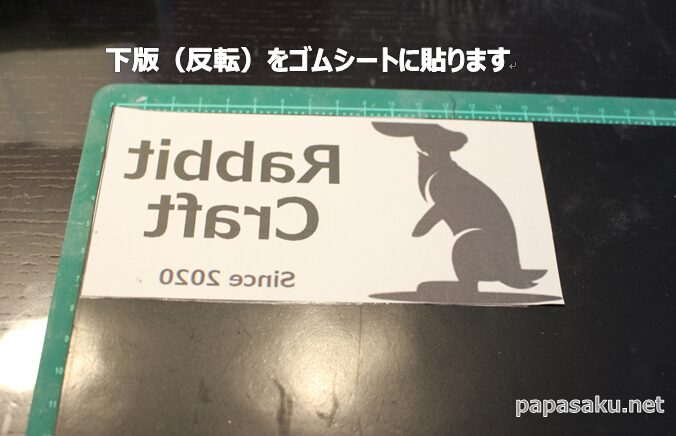 下版（反転）をゴムシートに貼ります
Rabbit
Craft
Since 2020
papasaku.net